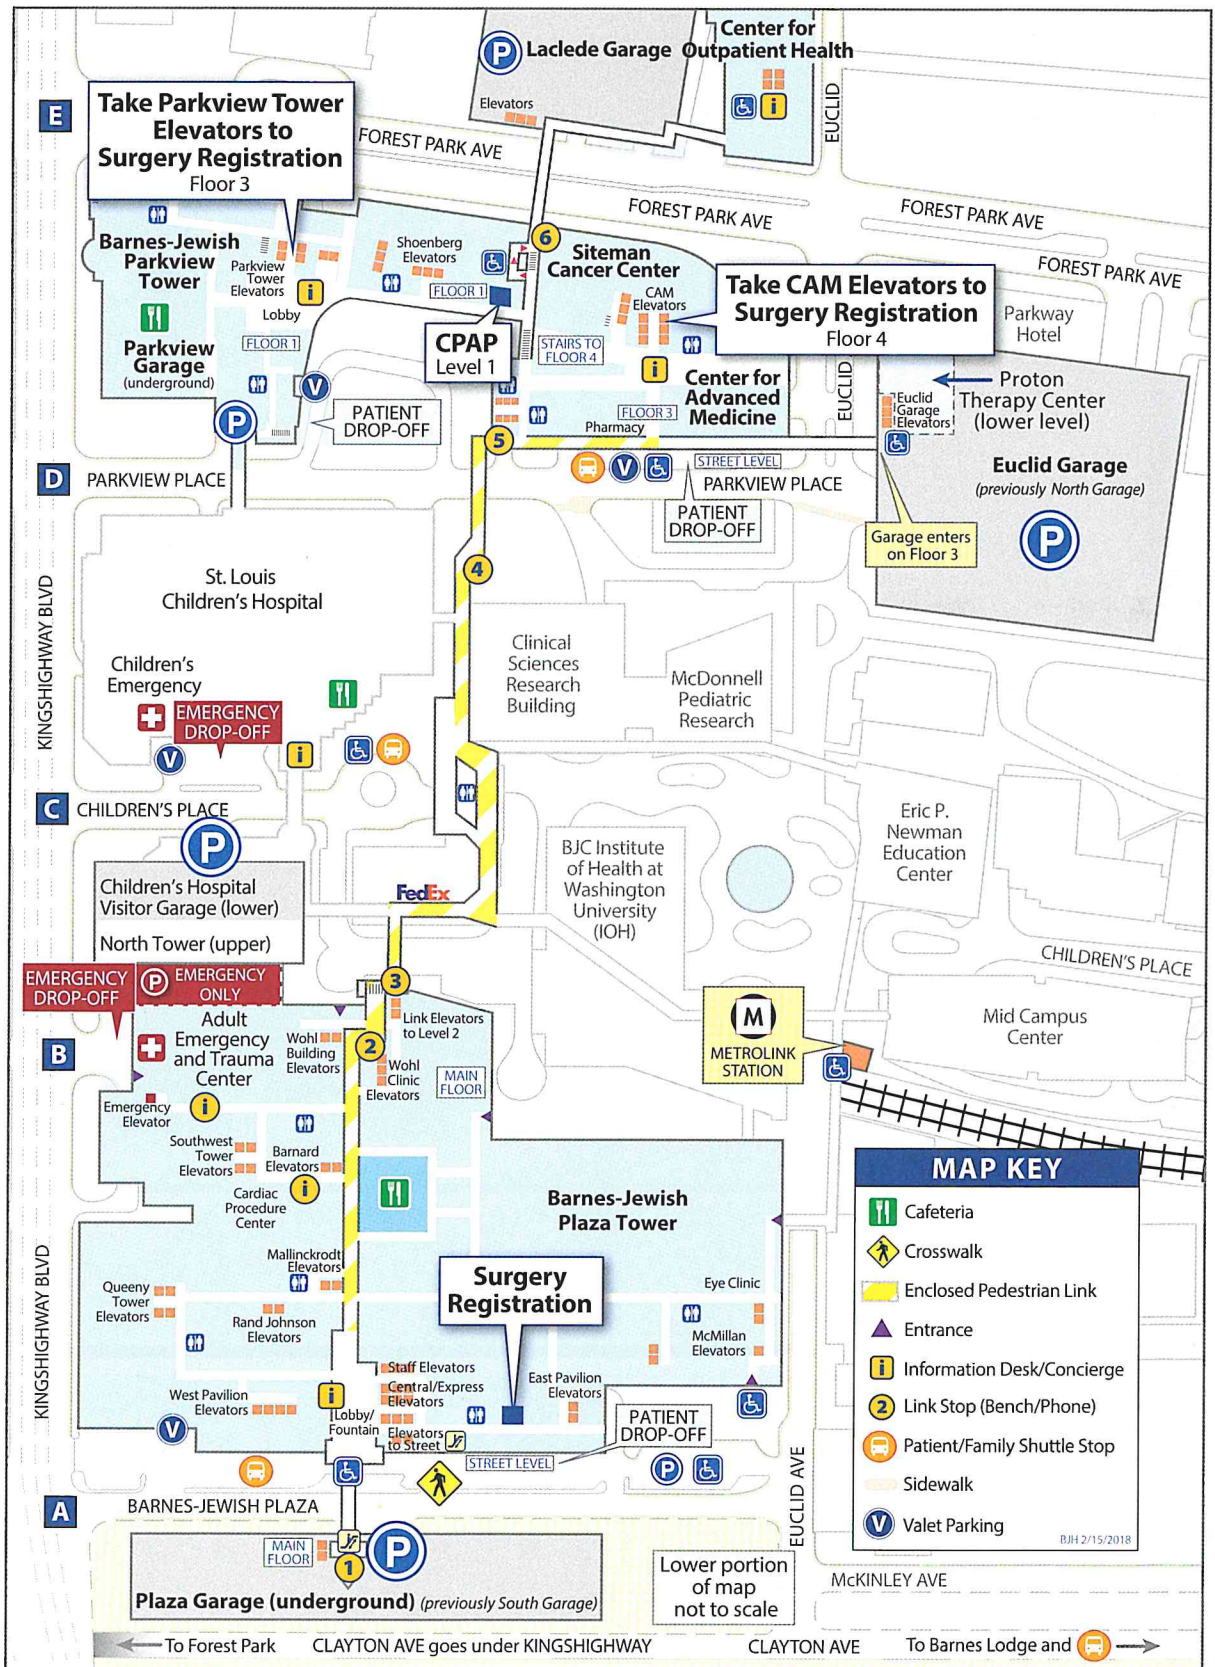 P
Laclede Garage
Center for
Outpatient Health
Elevators
i
E
Take Parkview Tower
Elevators to
Surgery Registration
Floor 3
EUCLID
FOREST PARK AVE
FOREST PARK AVE
FOREST PARK AVE
FOREST PARK AVE
Barnes-Jewish
Parkview
Tower
Parkview
Tower
Elevators
i
Lobby
Shoenberg
Elevators
FLOOR 1
6
Siteman
Cancer Center
CAM
Elevators
Take CAM Elevators to
Surgery Registration
Floor 4
Parkway
Hotel
Parkview
Garage
(underground)
FLOOR 1
CPAP
Level 1
STAIRS TO
FLOOR 4
i
Center for
Advanced
Medicine
FLOOR 3
Pharmacy
EUCLID
Euclid
Garage
Elevators
Proton
Therapy Center
(lower level)
V
P
PATIENT
DROP-OFF
5
D
PARKVIEW PLACE
V
STREET LEVEL
PARKVIEW PLACE
PATIENT
DROP-OFF
Euclid Garage
(previously North Garage)
P
Garage enters
on Floor 3
4
St. Louis
Children's Hospital
KINGSHIGHWAY BLVD
Clinical
Sciences
Research
Building
McDonnell
Pediatric
Research
Children's
Emergency
EMERGENCY
DROP-OFF
V
i
C
CHILDREN'S PLACE
P
Children's Hospital
Visitor Garage (lower)
North Tower (upper)
FedEx
BJC Institute
of Health at
Washington
University
(IOH)
Eric P.
Newman
Education
Center
CHILDREN'S PLACE
EMERGENCY
DROP-OFF
P
EMERGENCY
ONLY
3
Link Elevators
to Level 2
M
METROLINK
STATION
Mid Campus
Center
B
Adult
Emergency
and Trauma
Center
Wohl
Building
Elevators
2
Wohl
Clinic
Elevators
MAIN
FLOOR
Emergency
Elevator
i
Southwest
Tower
Elevators
Barnard
Elevators
Cardiac
Procedure
Center
i
Barnes-Jewish
Plaza Tower
KINGSHIGHWAY BLVD
Mallinckrodt
Elevators
Queeny
Tower
Elevators
Rand Johnson
Elevators
Surgery
Registration
Eye Clinic
McMillan
Elevators
Staff Elevators
Central/Express
Elevators
East Pavilion
Elevators
West Pavilion
Elevators
i
Lobby/
Fountain
Elevators
to Street
V
STREET LEVEL
PATIENT
DROP-OFF
P
A
BARNES-JEWISH PLAZA
EUCLID AVE
MAIN
FLOOR
1
P
Plaza Garage (underground) (previously South Garage)
Lower portion
of map
not to scale
MAP KEY
Cafeteria
Crosswalk
Enclosed Pedestrian Link
Entrance
i Information Desk/Concierge
2 Link Stop (Bench/Phone)
Patient/Family Shuttle Stop
Sidewalk
V Valet Parking
BJH 2/15/2018
McKINLEY AVE
To Forest Park
CLAYTON AVE goes under KINGSHIGHWAY
CLAYTON AVE
To Barnes Lodge and